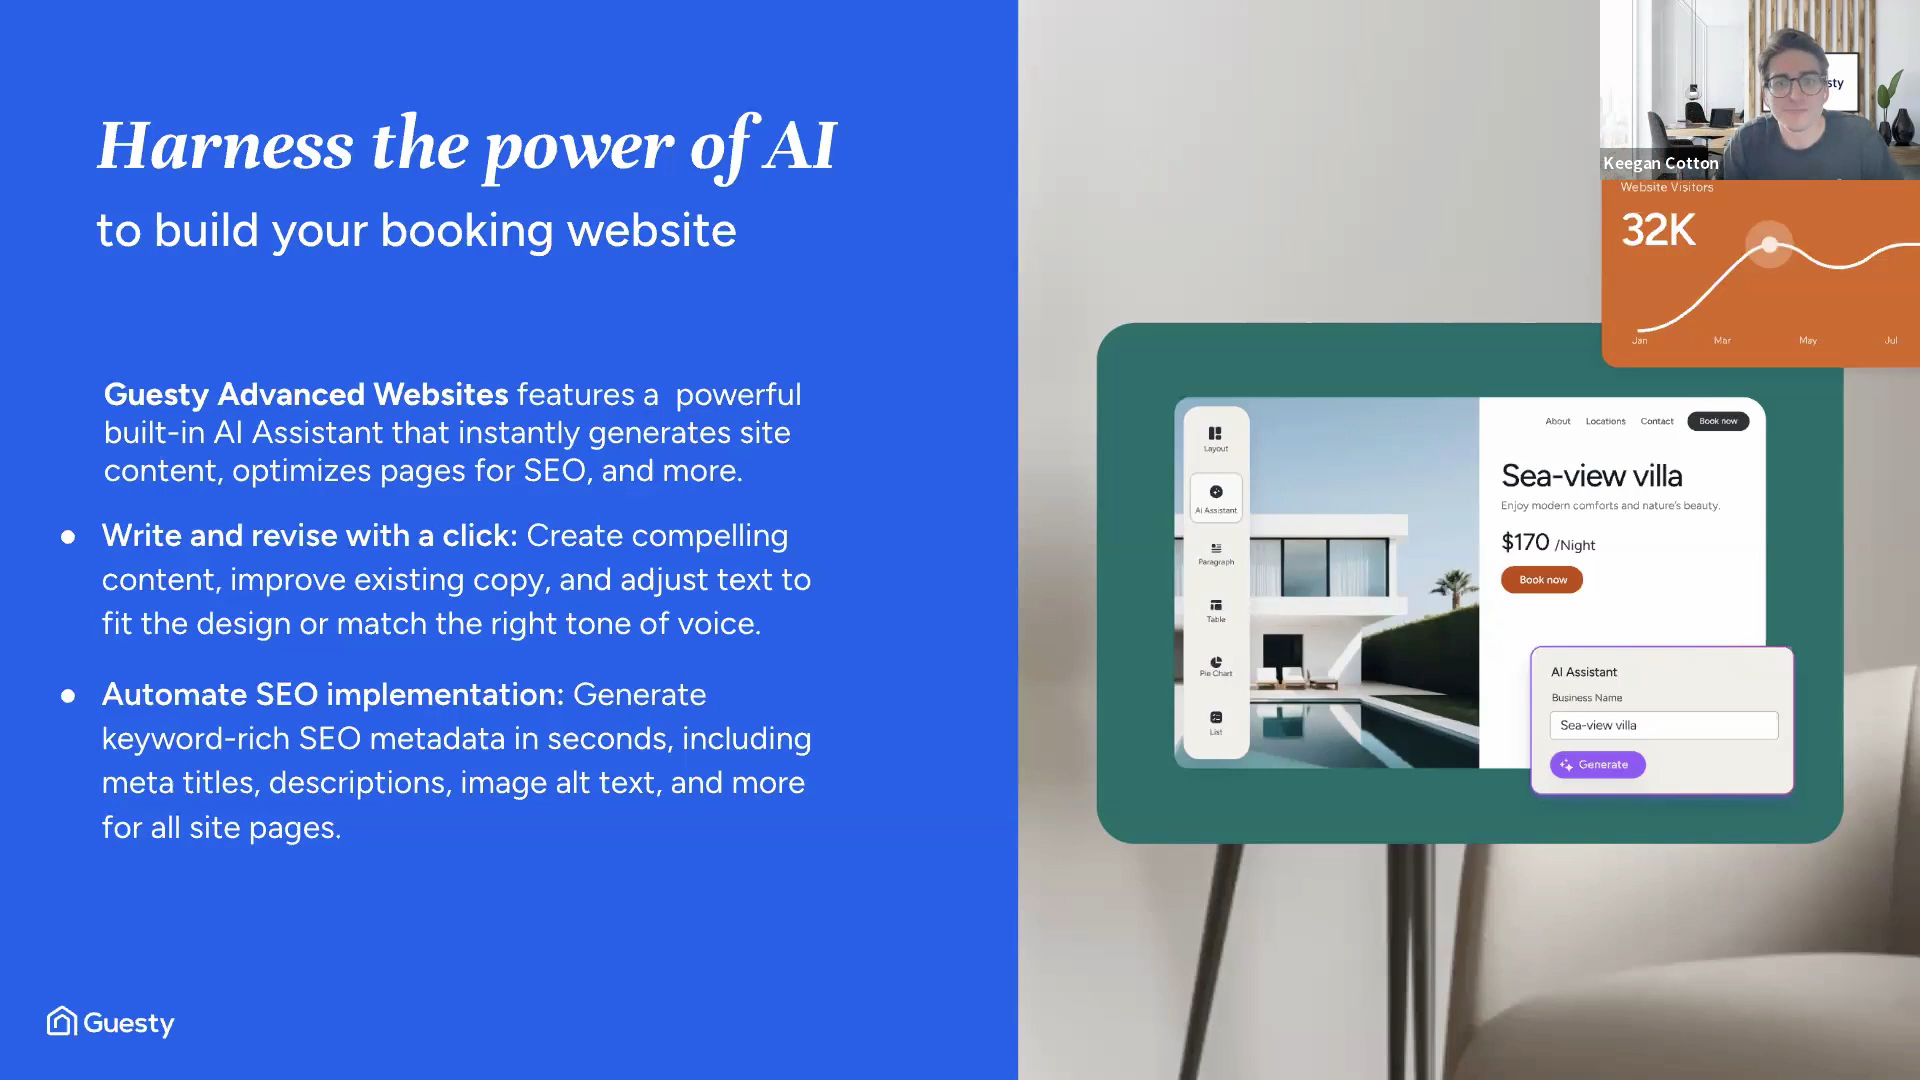 Harness the power of AI
to build your booking website
Guesty Advanced Websites features a  powerful
built-in AI Assistant that instantly generates site
content, optimizes pages for SEO, and more.
● Write and revise with a click: Create compelling
content, improve existing copy, and adjust text to
fit the design or match the right tone of voice.
● Automate SEO implementation: Generate
keyword-rich SEO metadata in seconds, including
meta titles, descriptions, image alt text, and more
for all site pages.
Guesty
sty
Keegan Cotton
Website Visitors
32K
Jan Mar May Jul
Layout
AI Assistant
Paragraph
Table
Pie Chart
List
About Locations Contact Book now
Sea-view villa
Enjoy modern comforts and nature's beauty.
$170 /Night
Book now
AI Assistant
Business Name
Sea-view villa
Generate